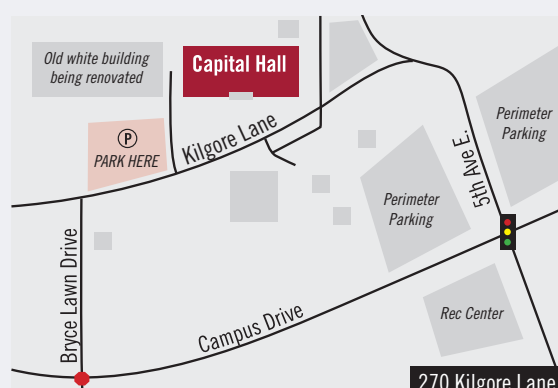 Old white building
being renovated
Capital Hall
P
PARK HERE
Kilgore Lane
5th Ave E.
Perimeter
Parking
Perimeter
Parking
Bryce Lawn Drive
Campus Drive
Rec Center
270 Kilgore Lane